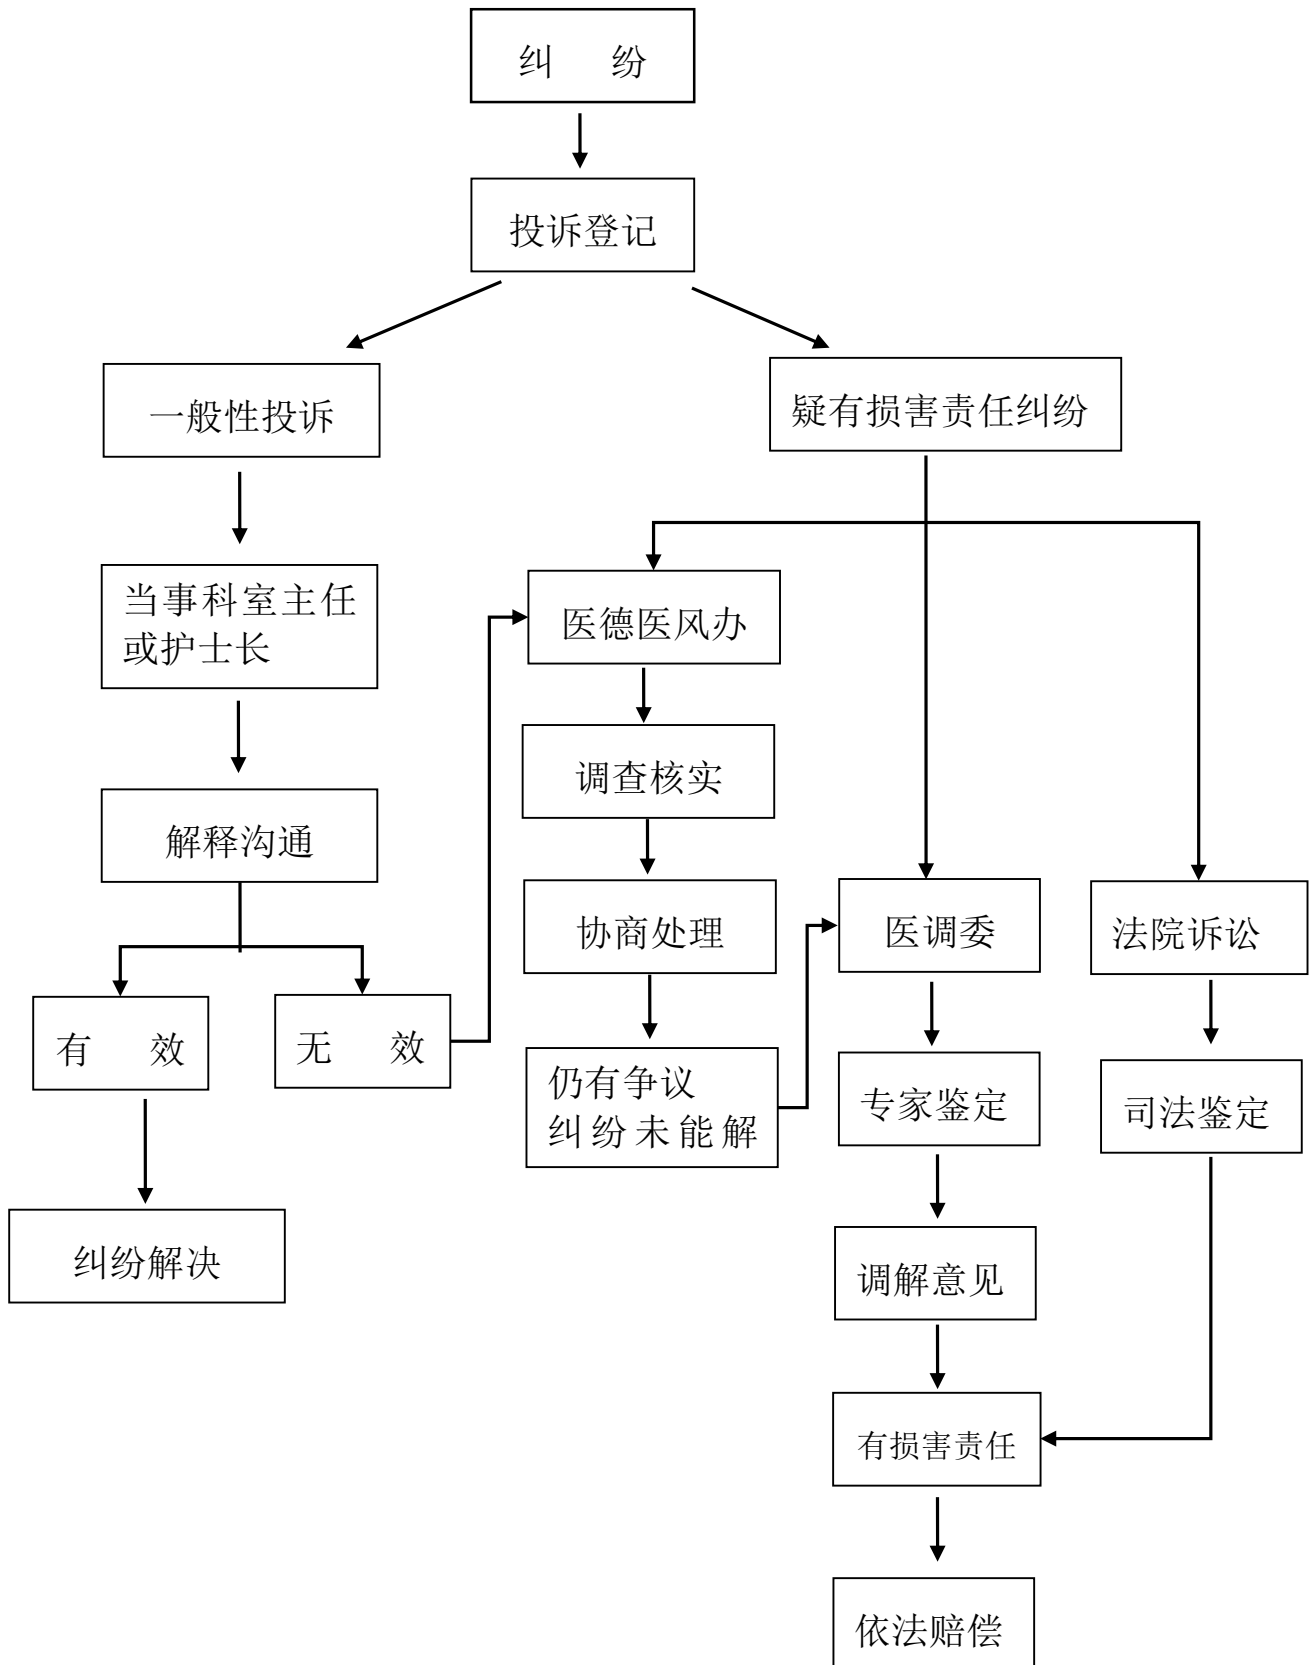 纠 纷
投诉登记
一般性投诉
疑有损害责任纠纷
当事科室主任
或护士长
医德医风办
调查核实
解释沟通
协商处理
医调委
法院诉讼
有 效
无 效
仍有争议
纠纷未能解
专家鉴定
司法鉴定
纠纷解决
调解意见
有损害责任
依法赔偿